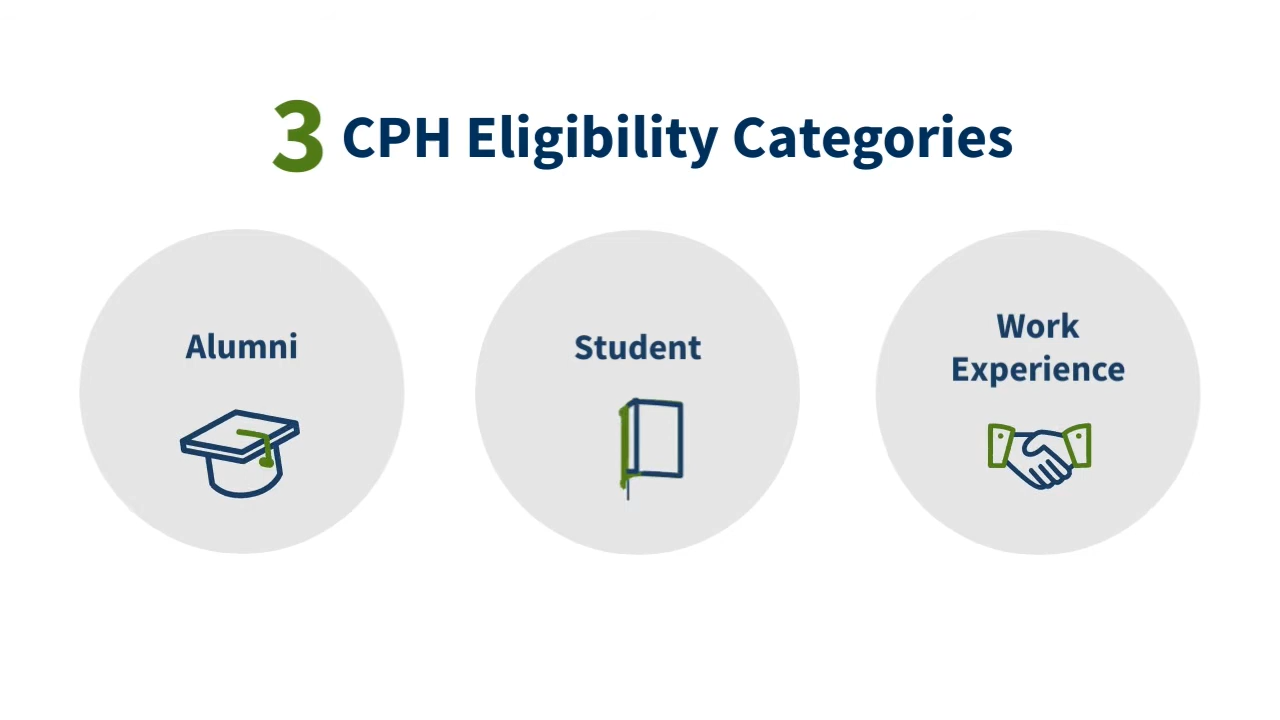 3 CPH Eligibility Categories
Alumni
Student
Work
Experience